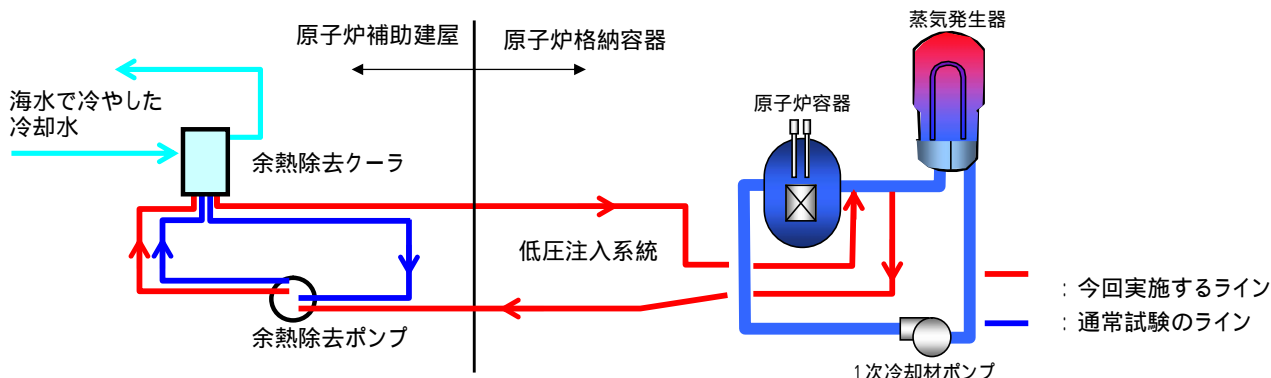 蒸気発生器
原子炉補助建屋
原子炉格納容器
海水で冷やした
冷却水
原子炉容器
余熱除去クーラ
低圧注入系統
: 今回実施するライン
: 通常試験のライン
余熱除去ポンプ
1次冷却材ポンプ